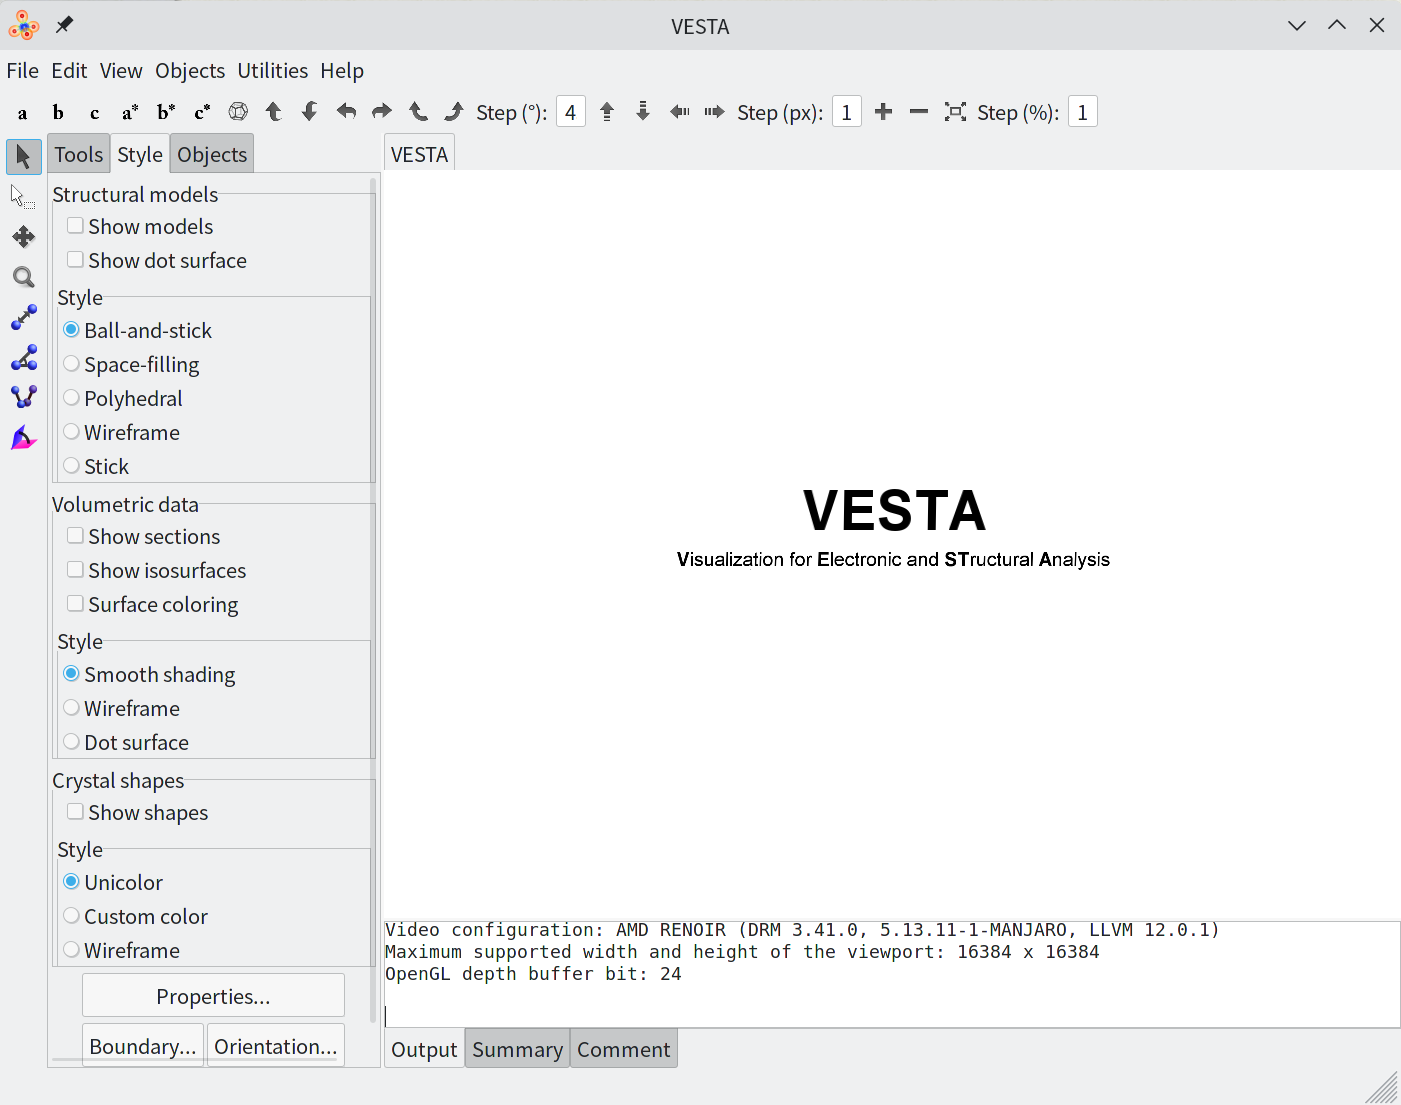 VESTA
File Edit View Objects Utilities Help
a b c a* b* c* Step (°): 4 Step (px): 1 Step (%): 1
Tools Style Objects
VESTA
Structural models
Show models
Show dot surface
Style
Ball-and-stick
Space-filling
Polyhedral
Wireframe
Stick
Volumetric data
Show sections
Show isosurfaces
Surface coloring
Style
Smooth shading
Wireframe
Dot surface
Crystal shapes
Show shapes
Style
Unicolor
Custom color
Wireframe
Properties...
Boundary... Orientation...
VESTA
Visualization for Electronic and STructural Analysis
Video configuration: AMD RENOIR (DRM 3.41.0, 5.13.11-1-MANJARO, LLVM 12.0.1)
Maximum supported width and height of the viewport: 16384 x 16384
OpenGL depth buffer bit: 24
Output Summary Comment